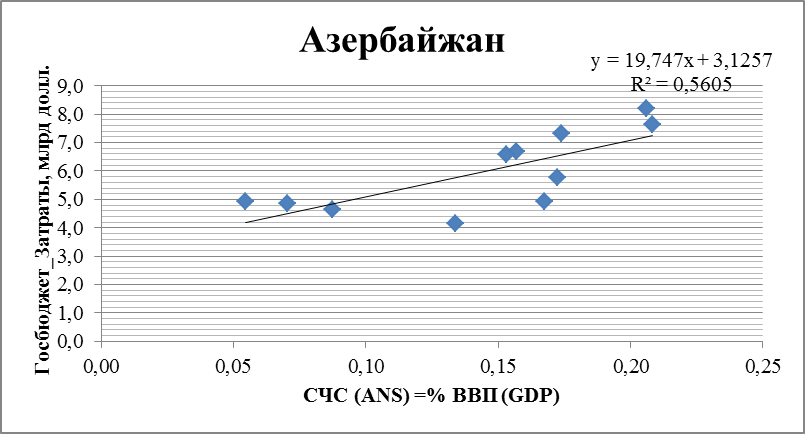 Азербайжан
y = 19,747x + 3,1257
R² = 0,5605
Госбюджет_Затраты, млрд долл.
9,0
8,0
7,0
6,0
5,0
4,0
3,0
2,0
1,0
0,0
0,00 0,05 0,10 0,15 0,20 0,25
СЧС (ANS) =% ВВП (GDP)